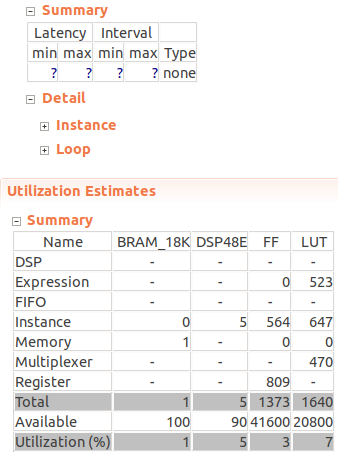 Summary
Latency Interval
min max min max Type
? ? ? ? none
Detail
Instance
Loop
Utilization Estimates
Summary
Name BRAM_18K DSP48E FF LUT
DSP - - - -
Expression - - 0 523
FIFO - - - -
Instance 0 5 564 647
Memory 1 - 0 0
Multiplexer - - - 470
Register - - 809 -
Total 1 5 1373 1640
Available 100 90 41600 20800
Utilization (%) 1 5 3 7